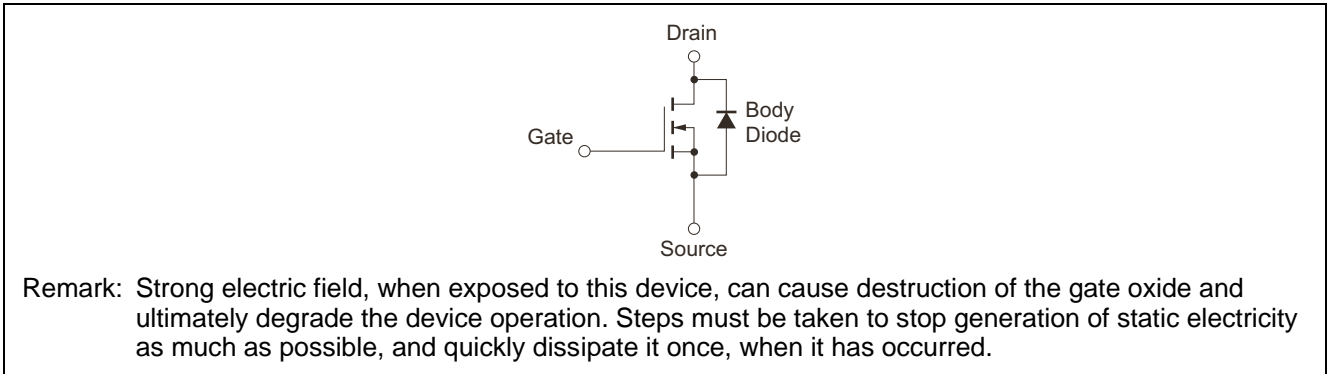 Drain
Body
Diode
Gate
Source
Remark: Strong electric field, when exposed to this device, can cause destruction of the gate oxide and
ultimately degrade the device operation. Steps must be taken to stop generation of static electricity
as much as possible, and quickly dissipate it once, when it has occurred.